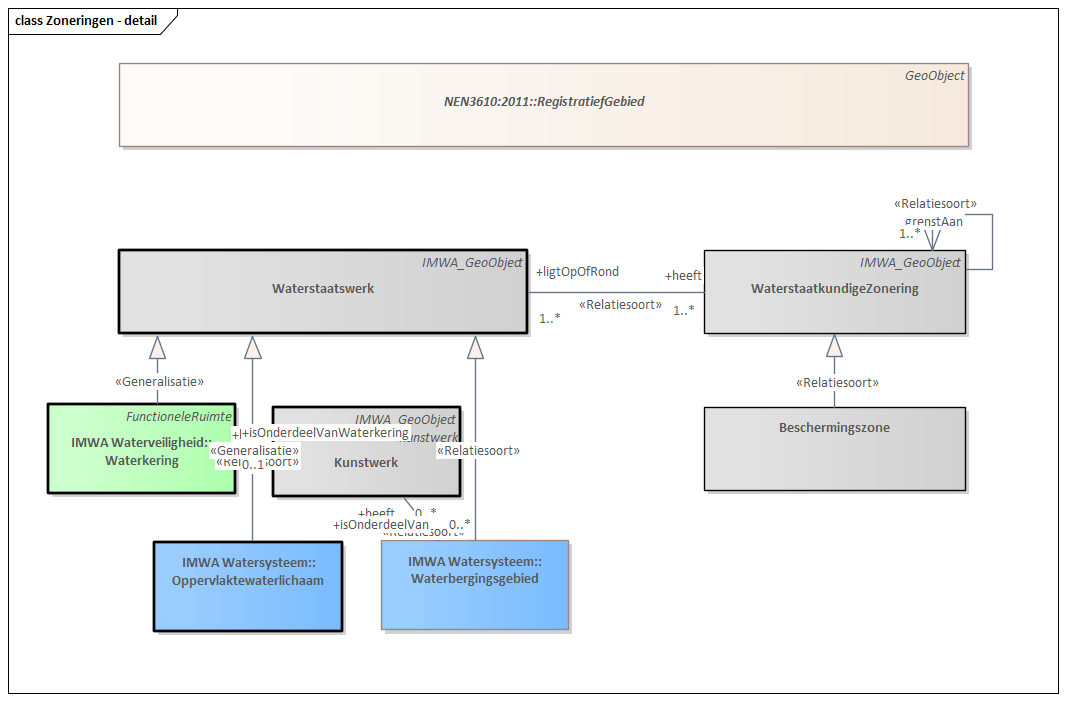 class Zoneringen - detail
GeoObject
NEN3610:2011::RegistratiefGebied
«Relatiesoort»
grenstAan
1..*
IMWA_GeoObject
Waterstaatswerk
+ligtOpOfRond
+heeft
«Relatiesoort»
1..*
1..*
IMWA_GeoObject
WaterstaatkundigeZonering
«Generalisatie»
«Relatiesoort»
FunctioneleRuimte
IMWA Waterveiligheid::
Waterkering
IMWA_GeoObject
Kunstwerk
+isOnderdeelVanWaterkering
«Generalisatie»
0..1
Kunstwerk
«Relatiesoort»
Beschermingszone
+heeft
0..*
+isOnderdeelVan
0..*
«Relatiesoort»
IMWA Watersysteem::
Oppervlaktewaterlichaam
IMWA Watersysteem::
Waterbergingsgebied